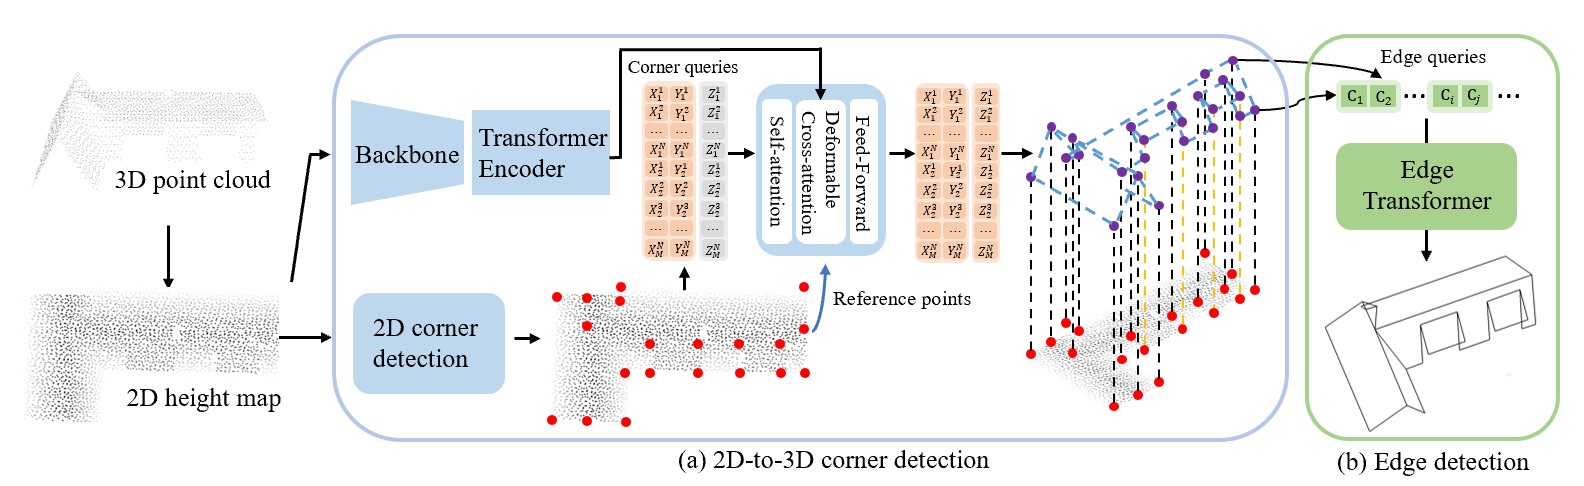 3D point cloud
2D height map
Backbone
Transformer
Encoder
2D corner
detection
Corner queries
X_1^1 Y_1^1 Z_1^1
X_1^2 Y_1^2 Z_1^2
... ... ...
X_1^N Y_1^N Z_1^N
X_2^1 Y_2^1 Z_2^1
X_2^2 Y_2^2 Z_2^2
X_2^3 Y_2^3 Z_2^3
... ... ...
X_M^N Y_M^N Z_M^N
Self-attention
Deformable
Cross-attention
Feed-Forward
Reference points
X_1^1 Y_1^1 Z_1^1
X_1^2 Y_1^2 Z_1^2
... ... ...
X_1^N Y_1^N Z_1^N
X_2^1 Y_2^1 Z_2^1
X_2^2 Y_2^2 Z_2^2
X_2^3 Y_2^3 Z_2^3
... ... ...
X_M^N Y_M^N Z_M^N
Edge queries
C_1 C_2 ... C_i C_j ...
Edge
Transformer
(a) 2D-to-3D corner detection
(b) Edge detection